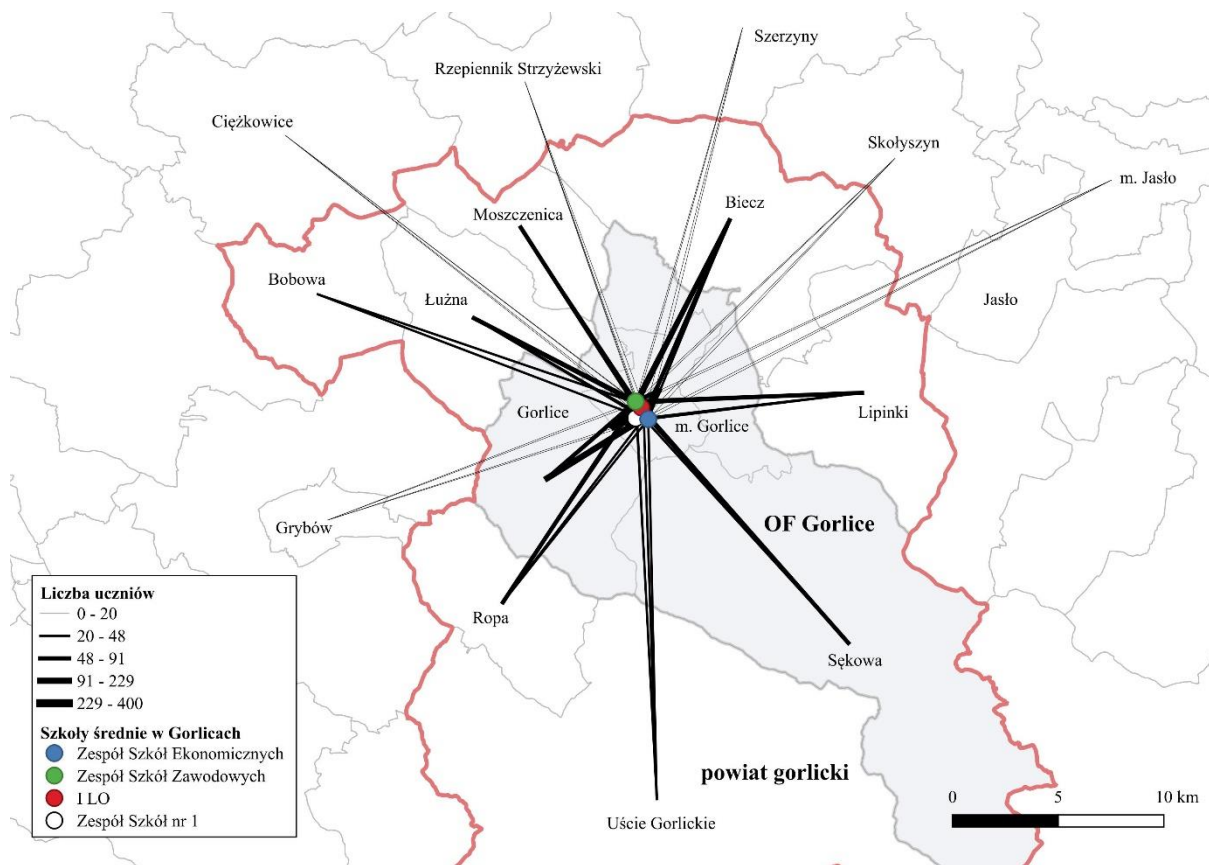 Szerzyny
Rzepiennik Strzyżewski
Ciężkowice
Skołyszyn
m. Jasło
Biecz
Moszczenica
Bobowa
Łużna
Jasło
Gorlice
m. Gorlice
Lipinki
Grybów
OF Gorlice
Ropa
Sękowa
powiat gorlicki
Uście Gorlickie
Liczba uczniów
0 - 20
20 - 48
48 - 91
91 - 229
229 - 400
Szkoły średnie w Gorlicach
Zespół Szkół Ekonomicznych
Zespół Szkół Zawodowych
I LO
Zespół Szkół nr 1
0 5 10 km